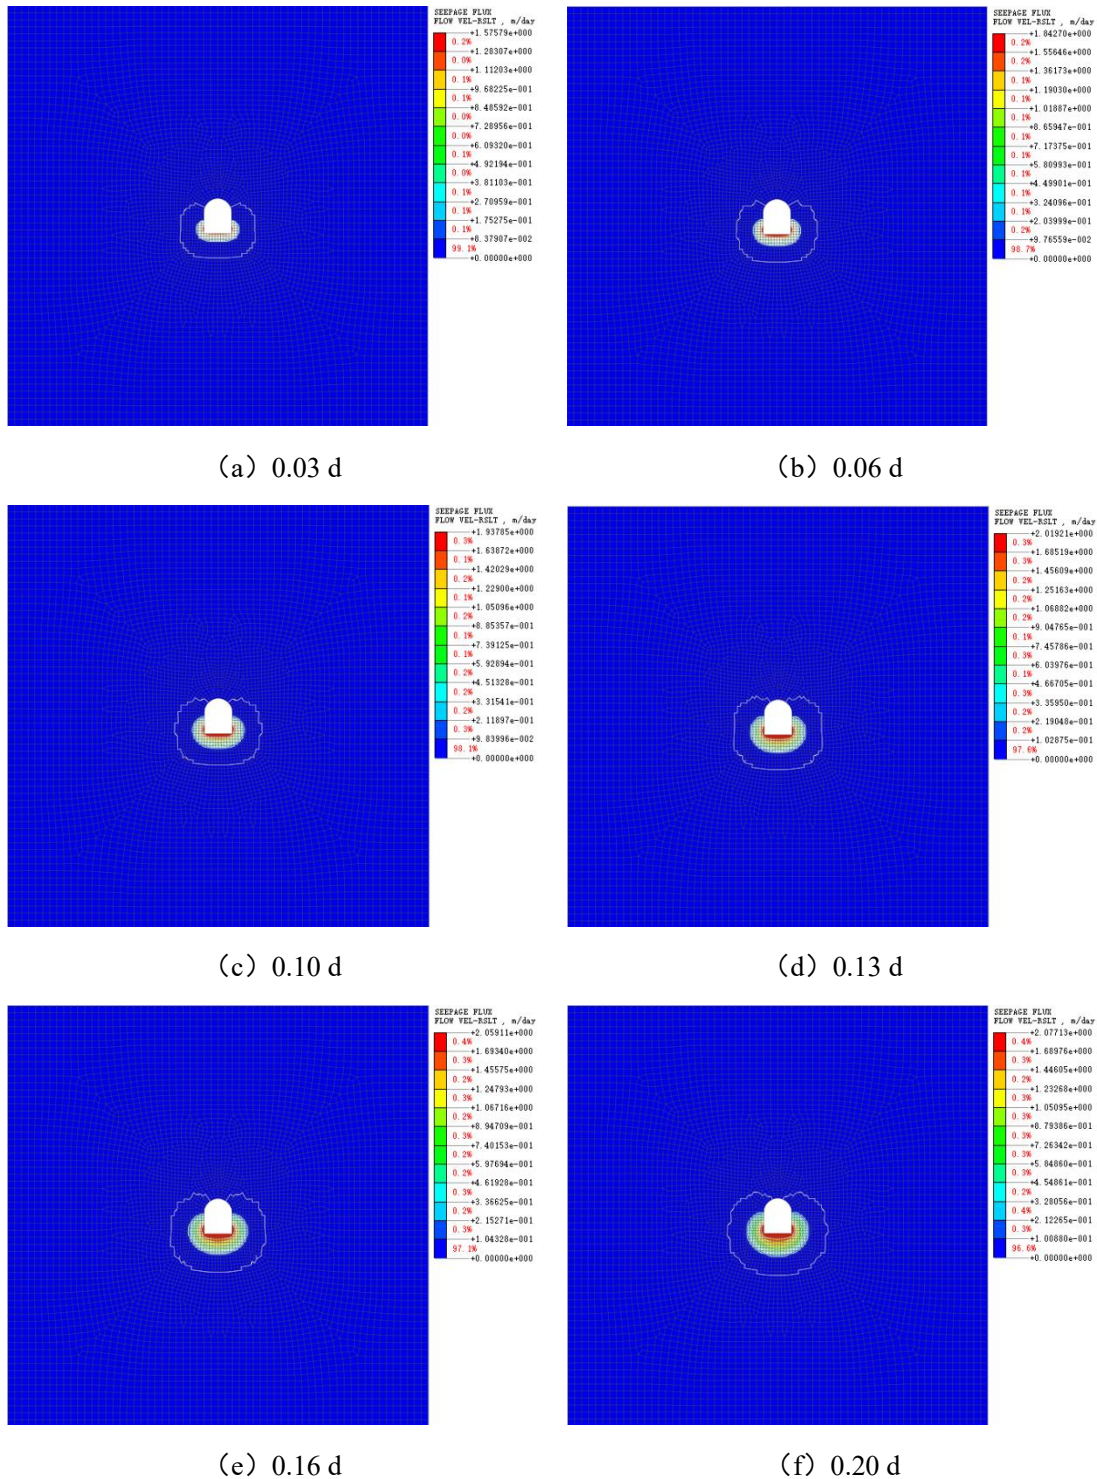 SEEPAGE FLUX
FLOW VEL-RSLT , m/day
+1.57579e+000
0.2%
+1.28307e+000
0.0%
+1.11203e+000
0.1%
+9.68225e-001
0.1%
+8.48592e-001
0.0%
+7.28956e-001
0.0%
+6.09320e-001
0.1%
+4.92194e-001
0.0%
+3.81103e-001
0.1%
+2.70959e-001
0.1%
+1.75275e-001
0.1%
+8.37907e-002
99.1%
+0.00000e+000
(a) 0.03 d
SEEPAGE FLUX
FLOW VEL-RSLT , m/day
+1.84270e+000
0.2%
+1.55646e+000
0.2%
+1.36173e+000
0.1%
+1.19030e+000
0.1%
+1.01887e+000
0.1%
+8.65947e-001
0.1%
+7.17375e-001
0.1%
+5.80993e-001
0.1%
+4.49901e-001
0.1%
+3.24096e-001
0.1%
+2.03999e-001
0.2%
+9.76559e-002
98.7%
+0.00000e+000
(b) 0.06 d
SEEPAGE FLUX
FLOW VEL-RSLT , m/day
+1.93785e+000
0.3%
+1.63872e+000
0.1%
+1.42029e+000
0.2%
+1.22900e+000
0.1%
+1.05096e+000
0.2%
+8.85357e-001
0.1%
+7.39125e-001
0.1%
+5.92894e-001
0.2%
+4.51328e-001
0.2%
+3.31541e-001
0.2%
+2.11897e-001
0.3%
+9.83996e-002
98.1%
+0.00000e+000
(c) 0.10 d
SEEPAGE FLUX
FLOW VEL-RSLT , m/day
+2.01921e+000
0.3%
+1.68519e+000
0.3%
+1.45609e+000
0.2%
+1.25163e+000
0.2%
+1.06882e+000
0.2%
+9.04765e-001
0.1%
+7.45786e-001
0.3%
+6.03976e-001
0.1%
+4.66705e-001
0.3%
+3.35950e-001
0.2%
+2.19048e-001
0.2%
+1.02875e-001
97.6%
+0.00000e+000
(d) 0.13 d
SEEPAGE FLUX
FLOW VEL-RSLT , m/day
+2.05911e+000
0.4%
+1.69340e+000
0.3%
+1.45575e+000
0.2%
+1.24793e+000
0.3%
+1.06716e+000
0.2%
+8.94709e-001
0.3%
+7.40153e-001
0.2%
+5.97694e-001
0.2%
+4.61928e-001
0.3%
+3.36625e-001
0.2%
+2.15271e-001
0.3%
+1.04328e-001
97.1%
+0.00000e+000
(e) 0.16 d
SEEPAGE FLUX
FLOW VEL-RSLT , m/day
+2.07713e+000
0.4%
+1.68976e+000
0.3%
+1.44605e+000
0.2%
+1.23268e+000
0.3%
+1.05095e+000
0.3%
+8.79386e-001
0.3%
+7.26342e-001
0.3%
+5.84860e-001
0.3%
+4.54861e-001
0.2%
+3.28056e-001
0.4%
+2.12265e-001
0.3%
+1.00880e-001
96.6%
+0.00000e+000
(f) 0.20 d